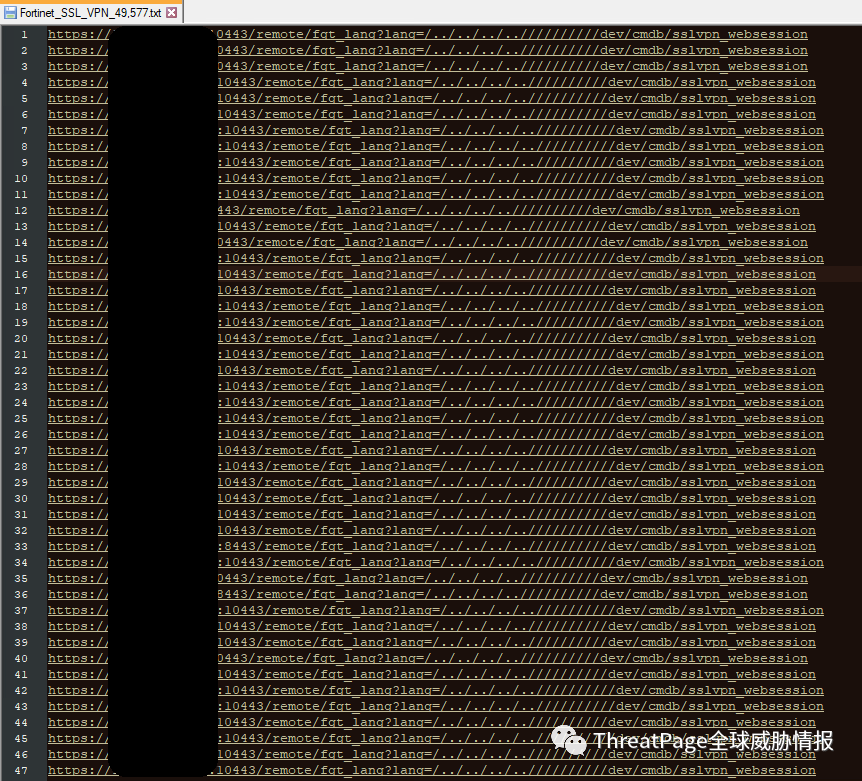 Fortinet_SSL_VPN_49,577.txt
1 https:// 0443/remote/fgt_lang?lang=/../../../..//////////dev/cmdb/sslvpn_websession
2 https:// 0443/remote/fgt_lang?lang=/../../../..//////////dev/cmdb/sslvpn_websession
3 https:// 0443/remote/fgt_lang?lang=/../../../..//////////dev/cmdb/sslvpn_websession
4 https:// 10443/remote/fgt_lang?lang=/../../../..//////////dev/cmdb/sslvpn_websession
5 https:// 10443/remote/fgt_lang?lang=/../../../..//////////dev/cmdb/sslvpn_websession
6 https:// 10443/remote/fgt_lang?lang=/../../../..//////////dev/cmdb/sslvpn_websession
7 https:// :10443/remote/fgt_lang?lang=/../../../..//////////dev/cmdb/sslvpn_websession
8 https:// :10443/remote/fgt_lang?lang=/../../../..//////////dev/cmdb/sslvpn_websession
9 https:// :10443/remote/fgt_lang?lang=/../../../..//////////dev/cmdb/sslvpn_websession
10 https:// :10443/remote/fgt_lang?lang=/../../../..//////////dev/cmdb/sslvpn_websession
11 https:// :10443/remote/fgt_lang?lang=/../../../..//////////dev/cmdb/sslvpn_websession
12 https:// 443/remote/fgt_lang?lang=/../../../..//////////dev/cmdb/sslvpn_websession
13 https:// 10443/remote/fgt_lang?lang=/../../../..//////////dev/cmdb/sslvpn_websession
14 https:// 0443/remote/fgt_lang?lang=/../../../..//////////dev/cmdb/sslvpn_websession
15 https:// :10443/remote/fgt_lang?lang=/../../../..//////////dev/cmdb/sslvpn_websession
16 https:// 10443/remote/fgt_lang?lang=/../../../..//////////dev/cmdb/sslvpn_websession
17 https:// 10443/remote/fgt_lang?lang=/../../../..//////////dev/cmdb/sslvpn_websession
18 https:// :10443/remote/fgt_lang?lang=/../../../..//////////dev/cmdb/sslvpn_websession
19 https:// :10443/remote/fgt_lang?lang=/../../../..//////////dev/cmdb/sslvpn_websession
20 https:// 10443/remote/fgt_lang?lang=/../../../..//////////dev/cmdb/sslvpn_websession
21 https:// :10443/remote/fgt_lang?lang=/../../../..//////////dev/cmdb/sslvpn_websession
22 https:// 10443/remote/fgt_lang?lang=/../../../..//////////dev/cmdb/sslvpn_websession
23 https:// :10443/remote/fgt_lang?lang=/../../../..//////////dev/cmdb/sslvpn_websession
24 https:// :10443/remote/fgt_lang?lang=/../../../..//////////dev/cmdb/sslvpn_websession
25 https:// :10443/remote/fgt_lang?lang=/../../../..//////////dev/cmdb/sslvpn_websession
26 https:// :10443/remote/fgt_lang?lang=/../../../..//////////dev/cmdb/sslvpn_websession
27 https:// 10443/remote/fgt_lang?lang=/../../../..//////////dev/cmdb/sslvpn_websession
28 https:// :10443/remote/fgt_lang?lang=/../../../..//////////dev/cmdb/sslvpn_websession
29 https:// 10443/remote/fgt_lang?lang=/../../../..//////////dev/cmdb/sslvpn_websession
30 https:// 10443/remote/fgt_lang?lang=/../../../..//////////dev/cmdb/sslvpn_websession
31 https:// 10443/remote/fgt_lang?lang=/../../../..//////////dev/cmdb/sslvpn_websession
32 https:// 10443/remote/fgt_lang?lang=/../../../..//////////dev/cmdb/sslvpn_websession
33 https:// :8443/remote/fgt_lang?lang=/../../../..//////////dev/cmdb/sslvpn_websession
34 https:// :10443/remote/fgt_lang?lang=/../../../..//////////dev/cmdb/sslvpn_websession
35 https:// 0443/remote/fgt_lang?lang=/../../../..//////////dev/cmdb/sslvpn_websession
36 https:// 8443/remote/fgt_lang?lang=/../../../..//////////dev/cmdb/sslvpn_websession
37 https:// :10443/remote/fgt_lang?lang=/../../../..//////////dev/cmdb/sslvpn_websession
38 https:// 10443/remote/fgt_lang?lang=/../../../..//////////dev/cmdb/sslvpn_websession
39 https:// 10443/remote/fgt_lang?lang=/../../../..//////////dev/cmdb/sslvpn_websession
40 https:// 0443/remote/fgt_lang?lang=/../../../..//////////dev/cmdb/sslvpn_websession
41 https:// 10443/remote/fgt_lang?lang=/../../../..//////////dev/cmdb/sslvpn_websession
42 https:// :10443/remote/fgt_lang?lang=/../../../..//////////dev/cmdb/sslvpn_websession
43 https:// :10443/remote/fgt_lang?lang=/../../../..//////////dev/cmdb/sslvpn_websession
44 https:// 10443/remote/fgt_lang?lang=/../../../..//////////dev/cmdb/sslvpn_websession
45 https:// :10443/remote/fgt_lang?lang=/../../../..//////////dev/cmdb/sslvpn_websession
46 https:// 10443/remote/fgt_lang?lang=/../../../..//////////dev/cmdb/sslvpn_websession
47 https:// 10443/remote/fgt_lang?lang=/../../../..//////////dev/cmdb/sslvpn_websession
ThreatPage全球威胁情报